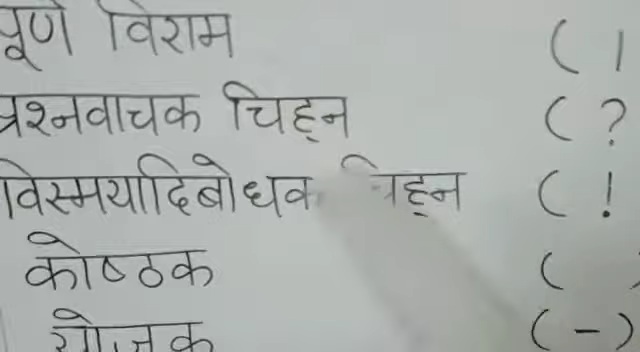 पूर्ण विराम ( ।
प्रश्नवाचक चिह्न ( ?
विस्मयादिबोधक चिह्न ( !
कोष्ठक (
योजक (-)